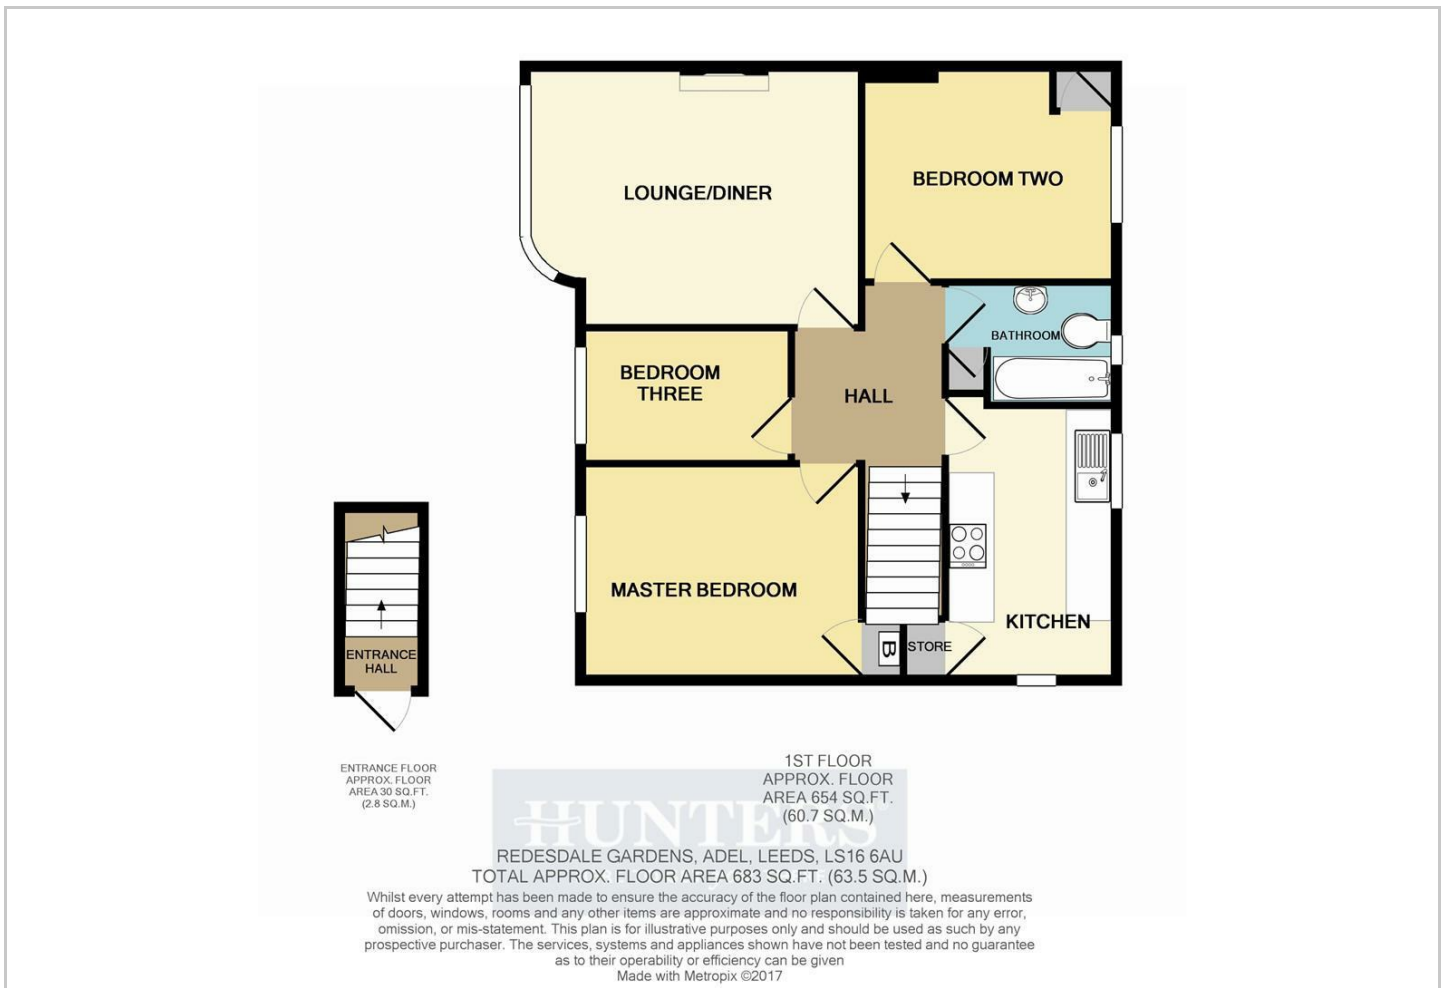 LOUNGE/DINER
BEDROOM TWO
BATHROOM
BEDROOM
THREE
HALL
MASTER BEDROOM
KITCHEN
B
STORE
ENTRANCE
HALL
ENTRANCE FLOOR
APPROX. FLOOR
AREA 30 SQ.FT.
(2.8 SQ.M.)
1ST FLOOR
APPROX. FLOOR
AREA 654 SQ.FT.
(60.7 SQ.M.)
HUNTERS
REDESDALE GARDENS, ADEL, LEEDS, LS16 6AU
TOTAL APPROX. FLOOR AREA 683 SQ.FT. (63.5 SQ.M.)
Whilst every attempt has been made to ensure the accuracy of the floor plan contained here, measurements
of doors, windows, rooms and any other items are approximate and no responsibility is taken for any error,
omission, or mis-statement. This plan is for illustrative purposes only and should be used as such by any
prospective purchaser. The services, systems and appliances shown have not been tested and no guarantee
as to their operability or efficiency can be given
Made with Metropix ©2017